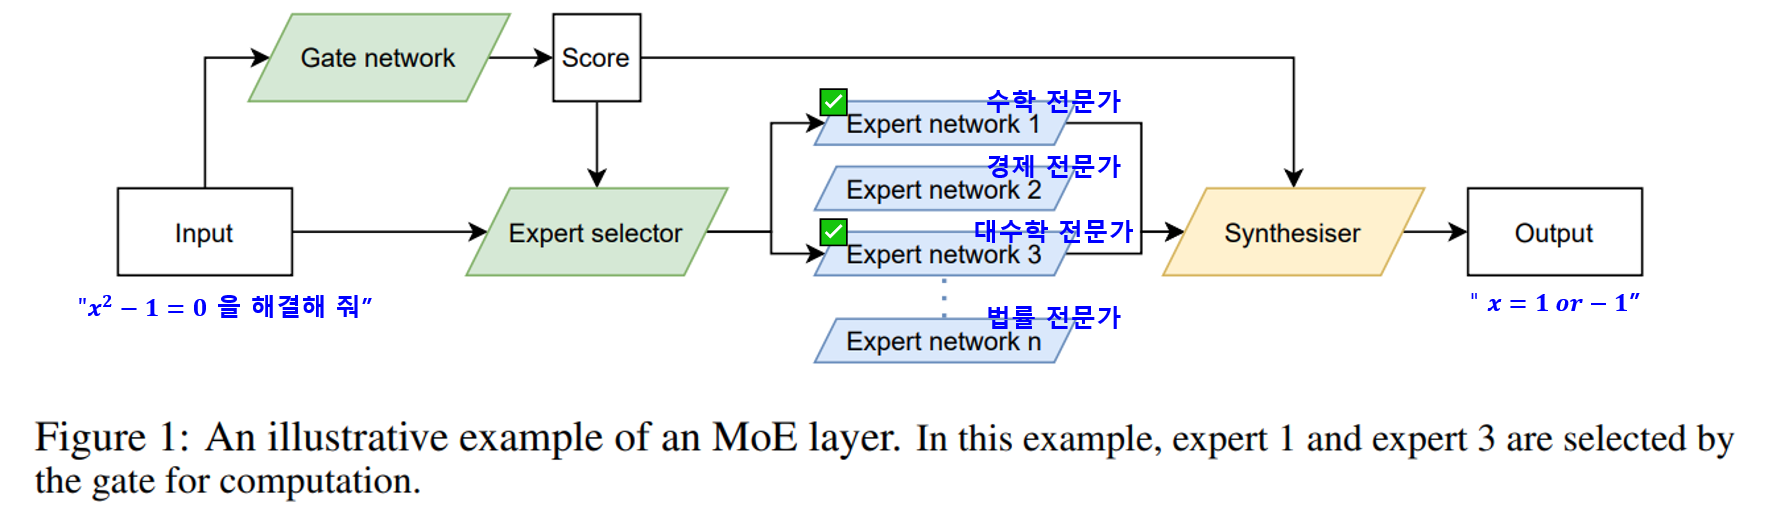 Gate network
Score
수학 전문가
Expert network 1
경제 전문가
Expert network 2
Input
Expert selector
대수학 전문가
Expert network 3
Synthesiser
Output
"x² − 1 = 0 을 해결해 줘"
" x = 1 or − 1"
법률 전문가
Expert network n
Figure 1: An illustrative example of an MoE layer. In this example, expert 1 and expert 3 are selected by
the gate for computation.